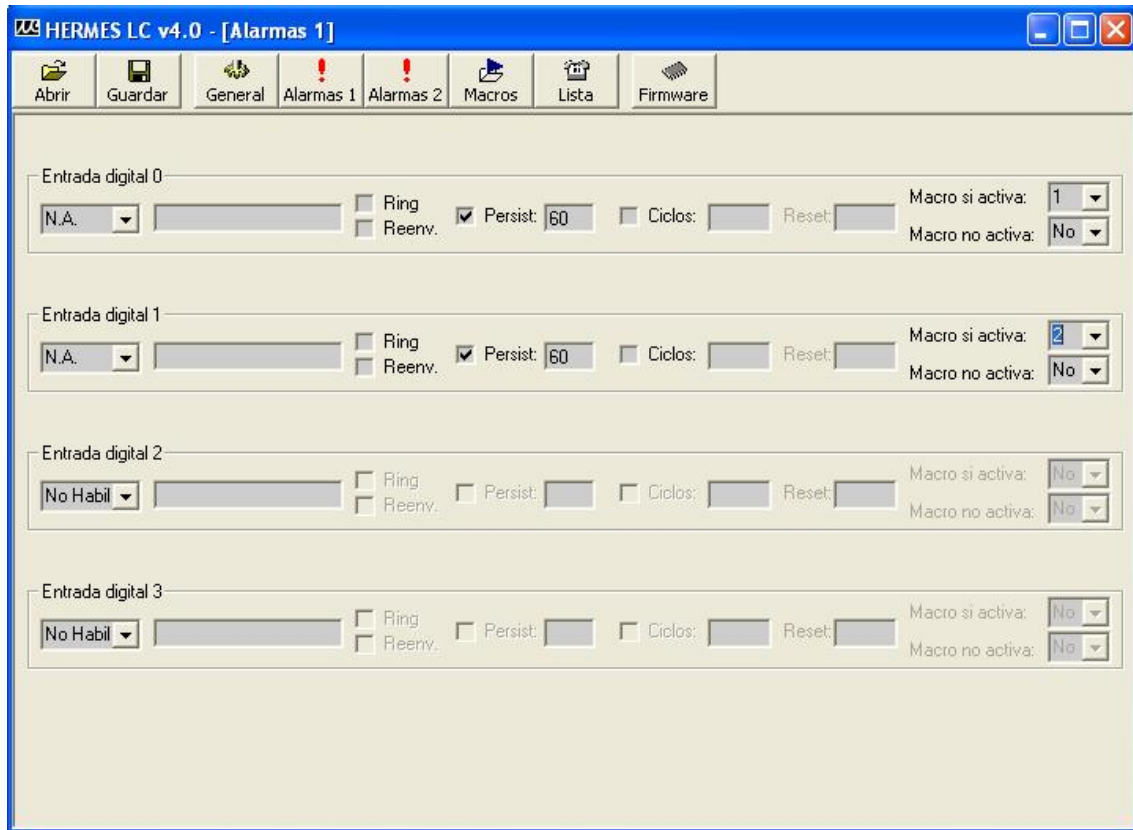 HERMES LC v4.0 - [Alarmas 1]
Abrir Guardar General Alarmas 1 Alarmas 2 Macros Lista Firmware
Entrada digital 0
N.A. Ring Reenv. Persist: 60 Ciclos: Reset: Macro si activa: 1
Macro no activa: No
Entrada digital 1
N.A. Ring Reenv. Persist: 60 Ciclos: Reset: Macro si activa: 2
Macro no activa: No
Entrada digital 2
No Habil Ring Reenv. Persist: Ciclos: Reset: Macro si activa: No
Macro no activa: No
Entrada digital 3
No Habil Ring Reenv. Persist: Ciclos: Reset: Macro si activa: No
Macro no activa: No